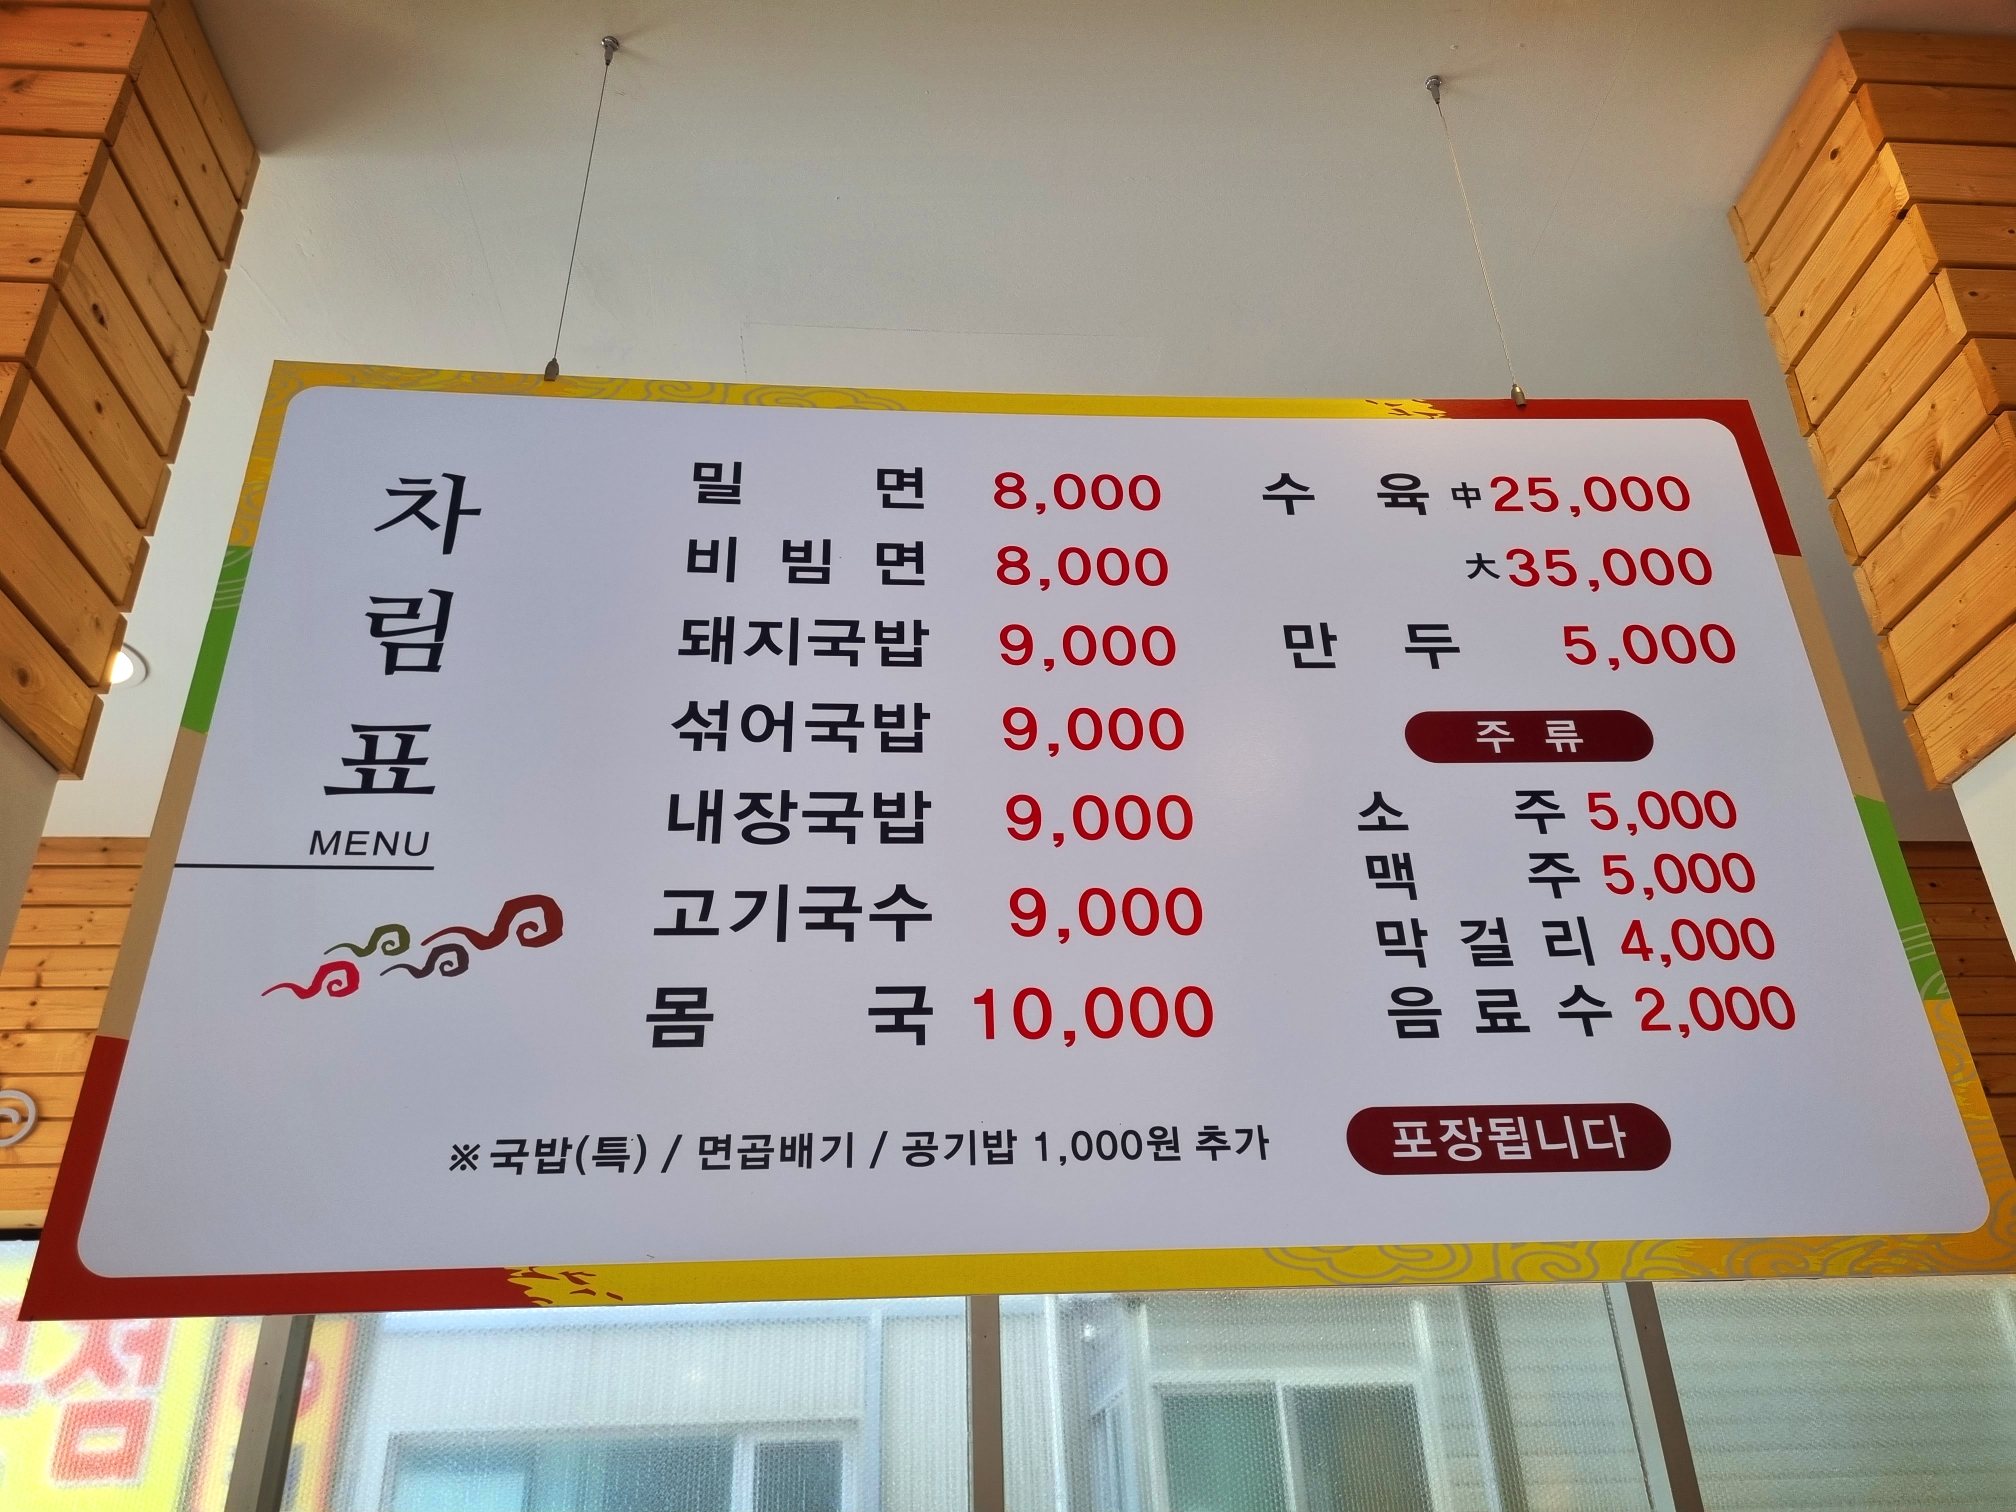 차림표
MENU
밀면 8,000
비빔면 8,000
돼지국밥 9,000
섞어국밥 9,000
내장국밥 9,000
고기국수 9,000
몸국 10,000
수육 中 25,000
大 35,000
만두 5,000
주류
소주 5,000
맥주 5,000
막걸리 4,000
음료수 2,000
※국밥(특) / 면곱배기 / 공기밥 1,000원 추가
포장됩니다